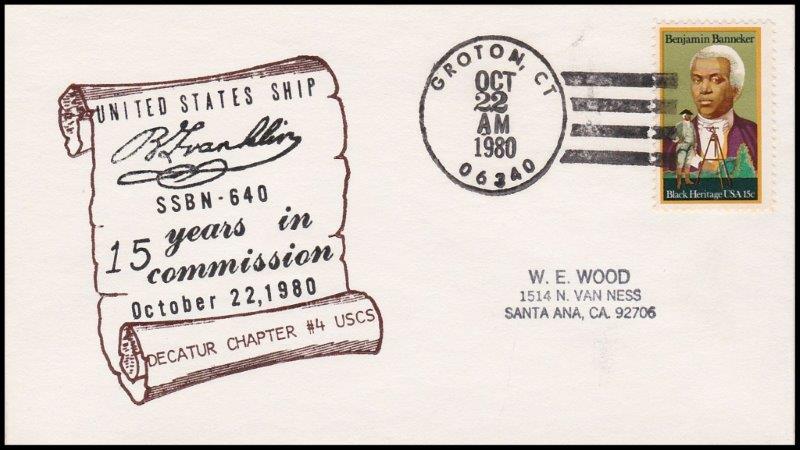 UNITED STATES SHIP
B Franklin
SSBN-640
15 years in
commission
October 22,1980
DECATUR CHAPTER #4 USCS
GROTON, CT
OCT
22
AM
1980
06340
Benjamin Banneker
Black Heritage USA 15c
W. E. WOOD
1514 N. VAN NESS
SANTA ANA, CA. 92706